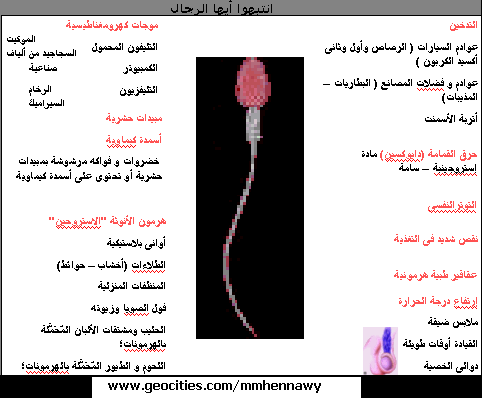 انتبهوا أيها الرجال
التدخين
عوادم السيارات ( الرصاص وأول وثانى
أكسيد الكربون )
عوادم و فضلات المصانع ( البطاريات –
المذيبات)
أتربة الأسمنت
حرق القمامة (دايوكسين) مادة
إستروجينية – سامة
التوتر النفسى
نقص شديد فى التغذية
عقاقير طبية هرمونية
إرتفاع درجة الحرارة
ملابس ضيقة
القيادة أوقات طويلة
دوالى الخصية
موجات كهرومغناطيسية
التليفون المحمول
الكمبيوتر
التليفزيون
الموكيت
السجاجيد من ألياف
صناعية
الرخام
السيراميك
مبيدات حشرية
أسمدة كيماوية
خضروات و فواكه مرشوشة بمبيدات
حشرية أو تحتوى على أسمدة كيماوية
هرمون الأنوثة "الإستروجين"
أوانى بلاستيكية
الطلاءات (أخشاب – حوائط)
المنظفات المنزلية
فول الصويا وزيوته
الحليب ومشتقات الألبان المُحَمَّلة
بالهرمونات؛
اللحوم و الطيور المُحَمَّلة بالهرمونات؛
www.geocities.com/mmhennawy